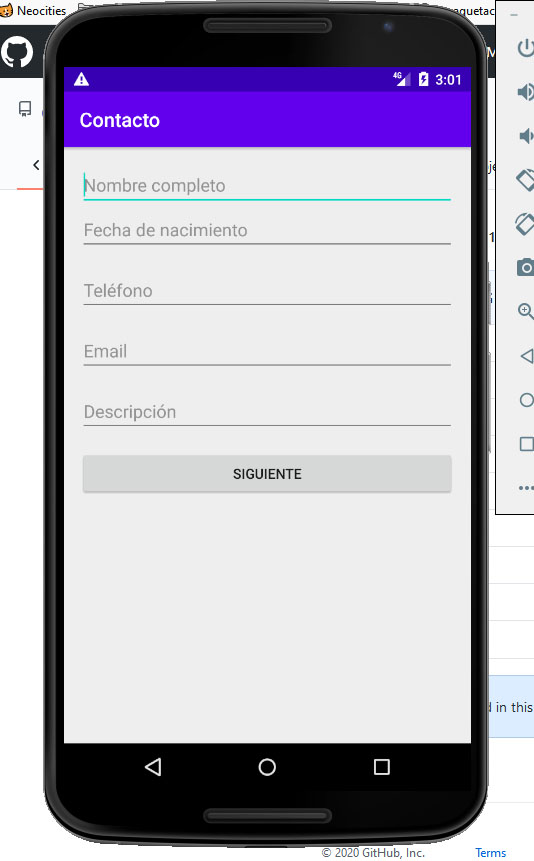 Neocities
4G 3:01
Contacto
Nombre completo
Fecha de nacimiento
Teléfono
Email
Descripción
SIGUIENTE
d in this
© 2020 GitHub, Inc.
Terms